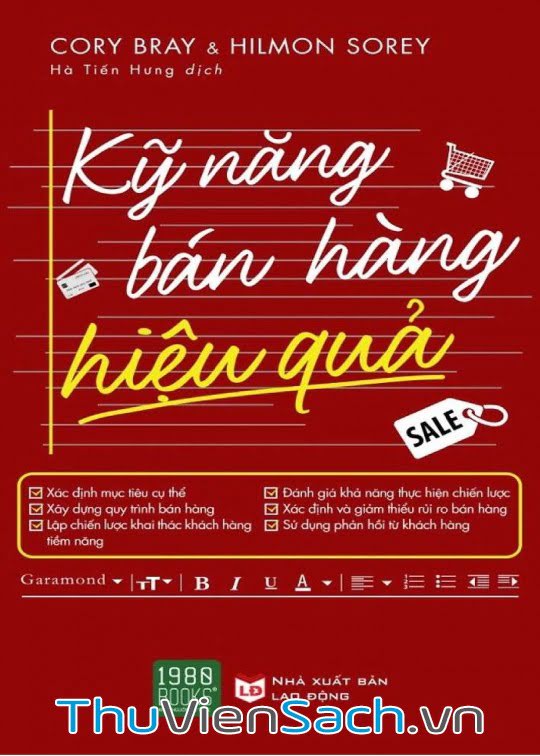 CORY BRAY & HILMON SOREY
Hà Tiến Hưng dịch
Kỹ năng
bán hàng
hiệu quả
SALE
Xác định mục tiêu cụ thể
Xây dựng quy trình bán hàng
Lập chiến lược khai thác khách hàng
tiềm năng
Đánh giá khả năng thực hiện chiến lược
Xác định và giảm thiểu rủi ro bán hàng
Sử dụng phản hồi từ khách hàng
Garamond TT B I U A
1980
BOOKS
LĐ
NHÀ XUẤT BẢN
LAO ĐỘNG
ThuVienSach.vn